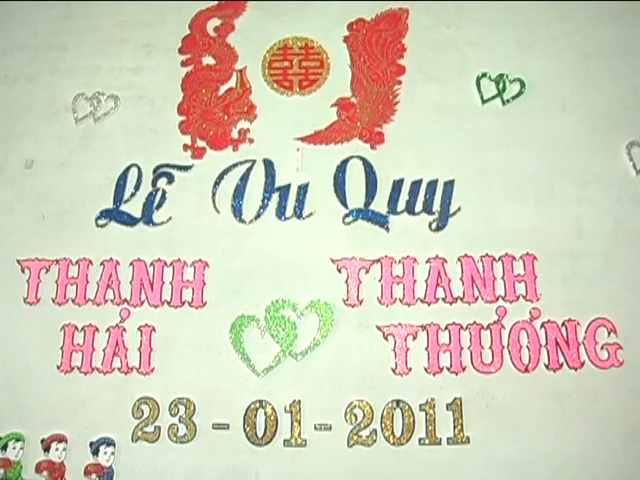 囍
Lễ Vu Quy
THANH THANH
HẢI THƯƠNG
23-01-2011